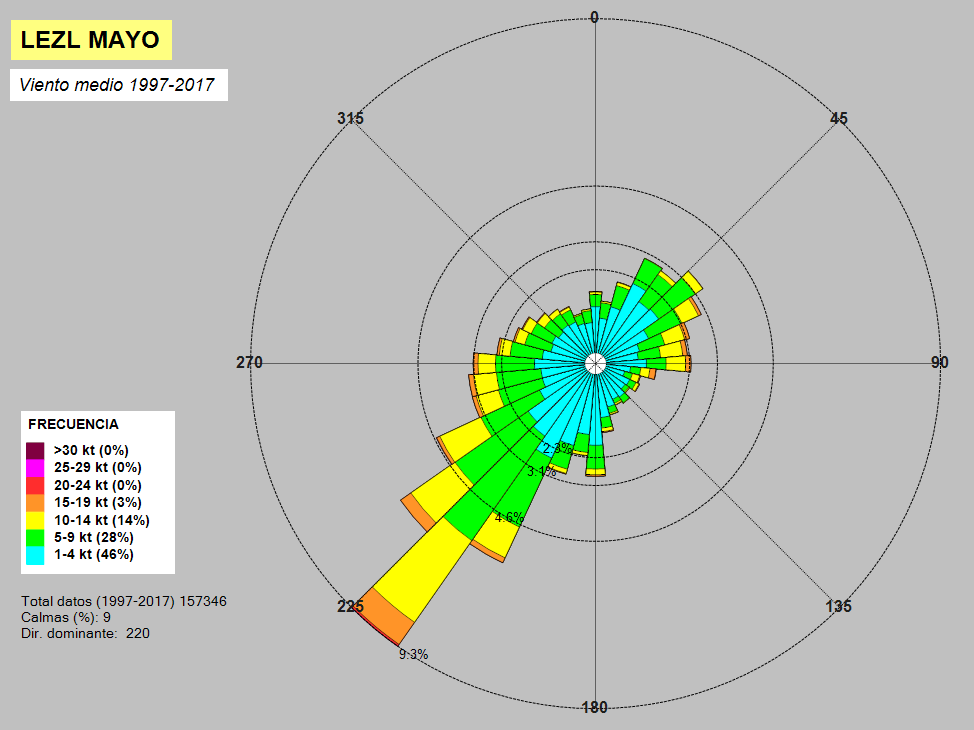 LEZL MAYO
Viento medio 1997-2017
0
315
45
270
90
2.3%
3.1%
4.6%
225
135
9.3%
180
FRECUENCIA
>30 kt (0%)
25-29 kt (0%)
20-24 kt (0%)
15-19 kt (3%)
10-14 kt (14%)
5-9 kt (28%)
1-4 kt (46%)
Total datos (1997-2017) 157346
Calmas (%): 9
Dir. dominante: 220